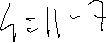 4 = 11 - 7